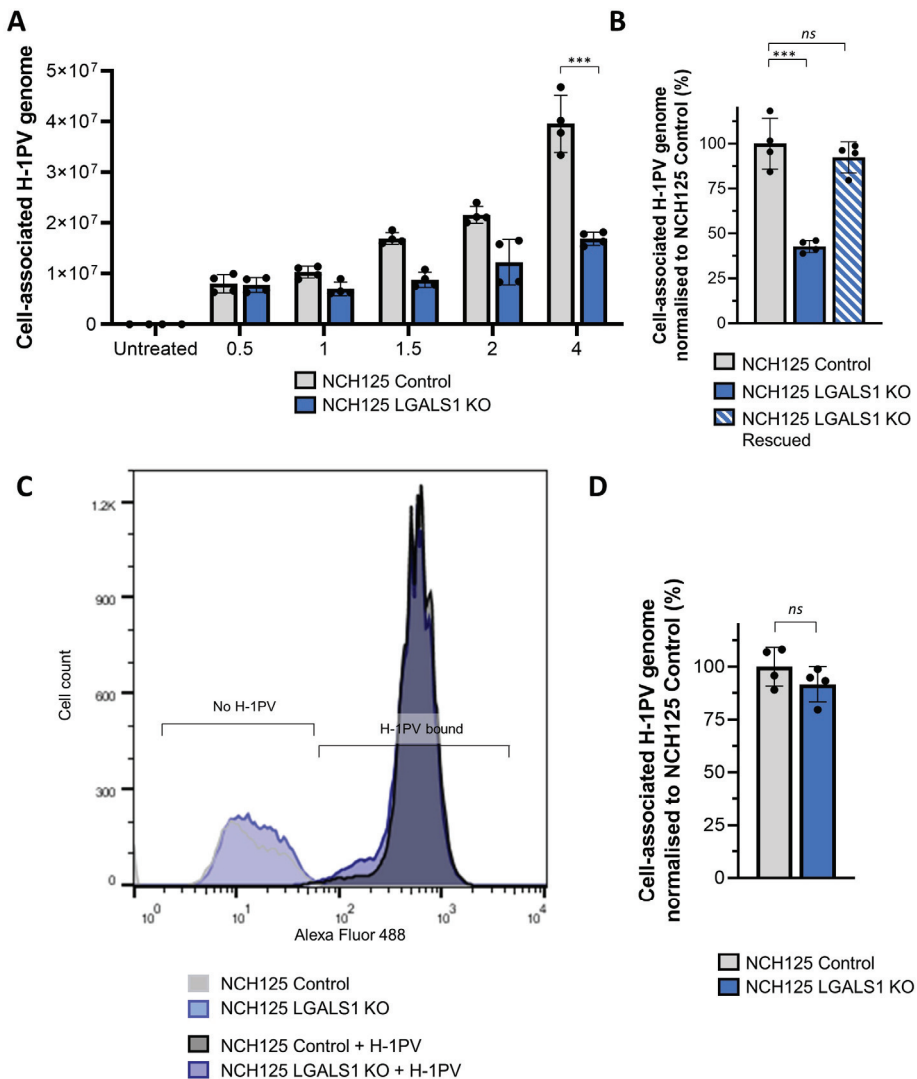 A
Cell-associated H-1PV genome
5×10⁷
4×10⁷
3×10⁷
2×10⁷
1×10⁷
0
***
Untreated 0.5 1 1.5 2 4
NCH125 Control
NCH125 LGALS1 KO
B
Cell-associated H-1PV genome
normalised to NCH125 Control (%)
ns
***
100
75
50
25
0
NCH125 Control
NCH125 LGALS1 KO
NCH125 LGALS1 KO
Rescued
C
Cell count
1.2K
900
600
300
0
No H-1PV
H-1PV bound
10⁰ 10¹ 10² 10³ 10⁴
Alexa Fluor 488
NCH125 Control
NCH125 LGALS1 KO
NCH125 Control + H-1PV
NCH125 LGALS1 KO + H-1PV
D
Cell-associated H-1PV genome
normalised to NCH125 Control (%)
ns
100
75
50
25
0
NCH125 Control
NCH125 LGALS1 KO